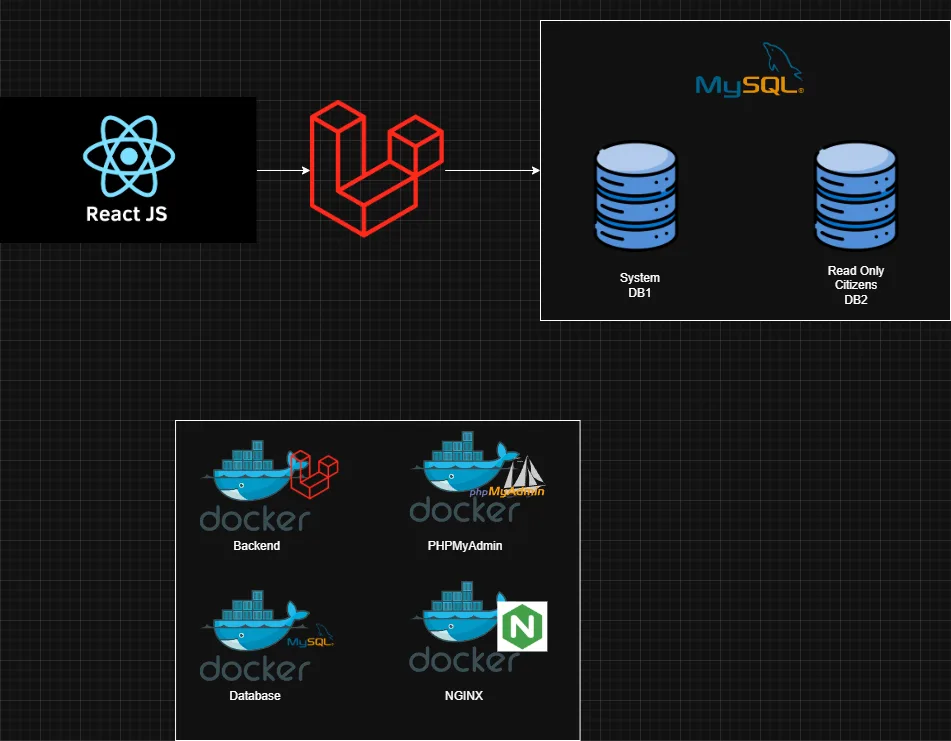 MySQL®
React JS
System
DB1
Read Only
Citizens
DB2
docker
Backend
phpMyAdmin
docker
PHPMyAdmin
MySQL®
docker
Database
N
docker
NGINX